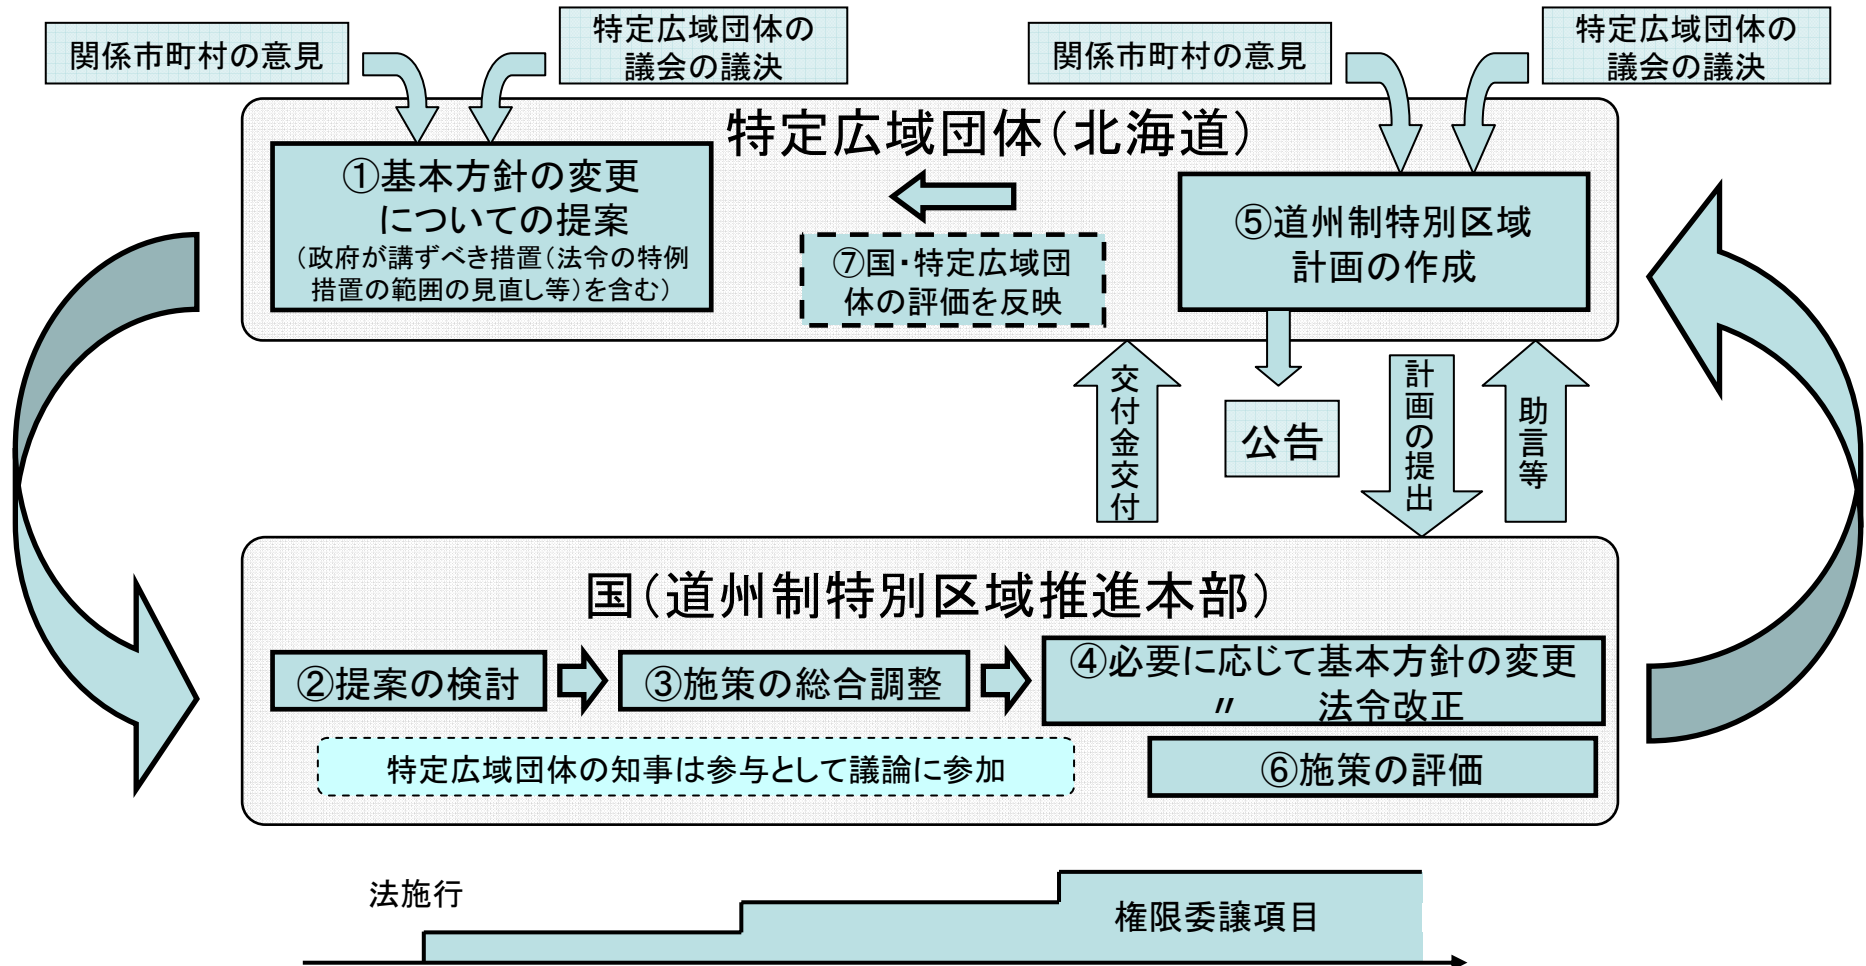 関係市町村の意見
特定広域団体の
議会の議決
関係市町村の意見
特定広域団体の
議会の議決
特定広域団体(北海道)
①基本方針の変更
についての提案
(政府が講ずべき措置(法令の特例
措置の範囲の見直し等)を含む)
⑦国・特定広域団
体の評価を反映
⑤道州制特別区域
計画の作成
交付金交付
公告
計画の提出
助言等
国(道州制特別区域推進本部)
②提案の検討
③施策の総合調整
④必要に応じて基本方針の変更
〃 法令改正
特定広域団体の知事は参与として議論に参加
⑥施策の評価
法施行
権限委譲項目